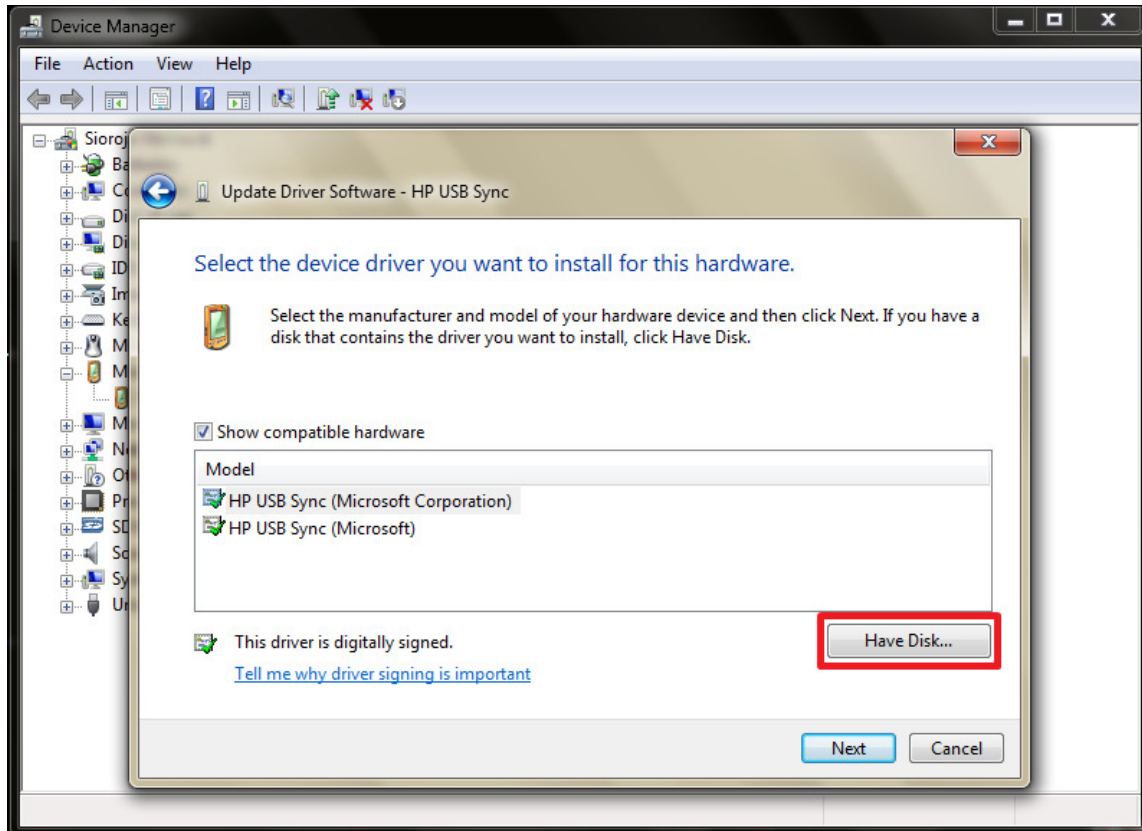 Device Manager
File Action View Help
Sioroj
Update Driver Software - HP USB Sync
Select the device driver you want to install for this hardware.
Select the manufacturer and model of your hardware device and then click Next. If you have a
disk that contains the driver you want to install, click Have Disk.
Show compatible hardware
Model
HP USB Sync (Microsoft Corporation)
HP USB Sync (Microsoft)
This driver is digitally signed.
Have Disk...
Tell me why driver signing is important
Next
Cancel